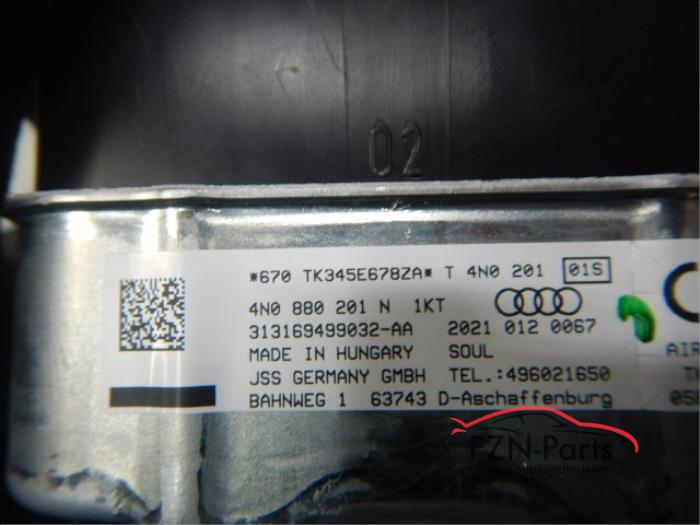 02
*670 TK345E678ZA* T 4N0 201 01S
4N0 880 201 N 1KT
313169499032-AA 2021 012 0067
MADE IN HUNGARY SOUL
JSS GERMANY GMBH TEL.:496021650
BAHNWEG 1 63743 D-Aschaffenburg
AIR
058
FZN-Parts